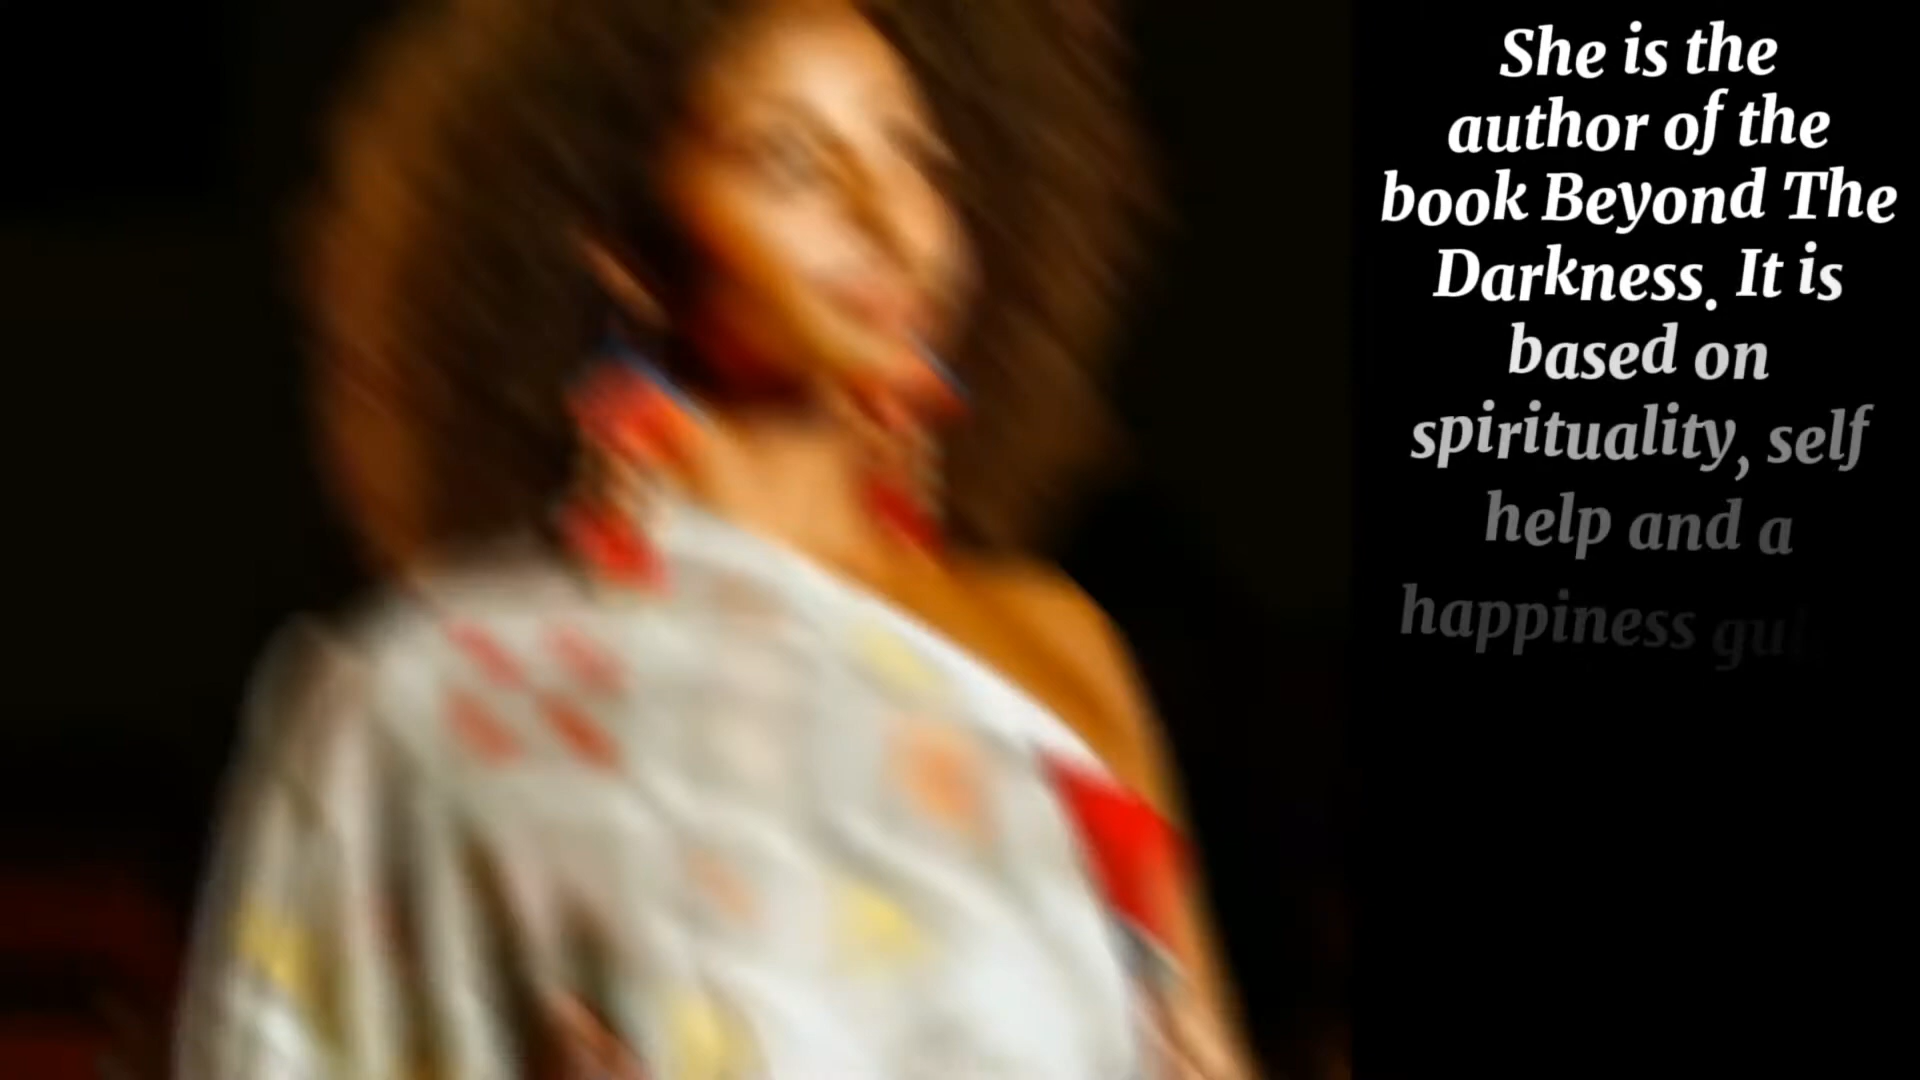 She is the
author of the
book Beyond The
Darkness. It is
based on
spirituality, self
help and a
happiness